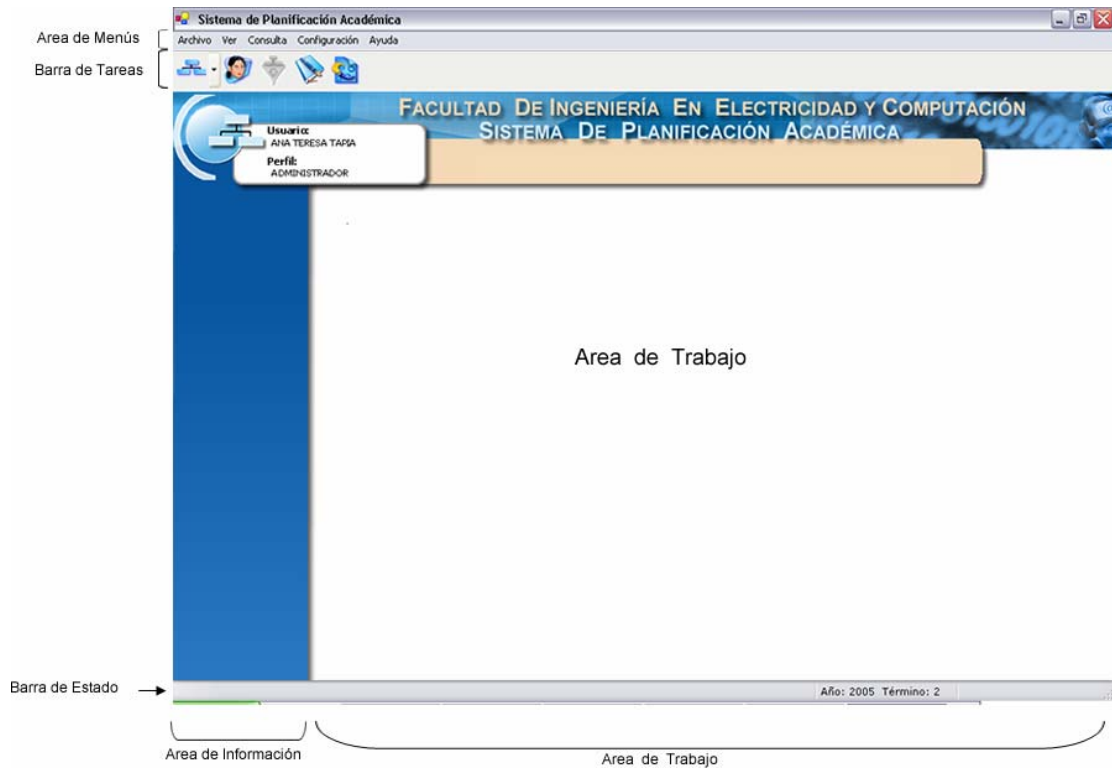 Sistema de Planificación Académica
Area de Menús
Archivo Ver Consulta Configuración Ayuda
Barra de Tareas
FACULTAD DE INGENIERÍA EN ELECTRICIDAD Y COMPUTACIÓN
SISTEMA DE PLANIFICACIÓN ACADÉMICA
Usuario:
ANA TERESA TAPIA
Perfil:
ADMINISTRADOR
Area de Trabajo
Barra de Estado
Año: 2005 Término: 2
Area de Información
Area de Trabajo